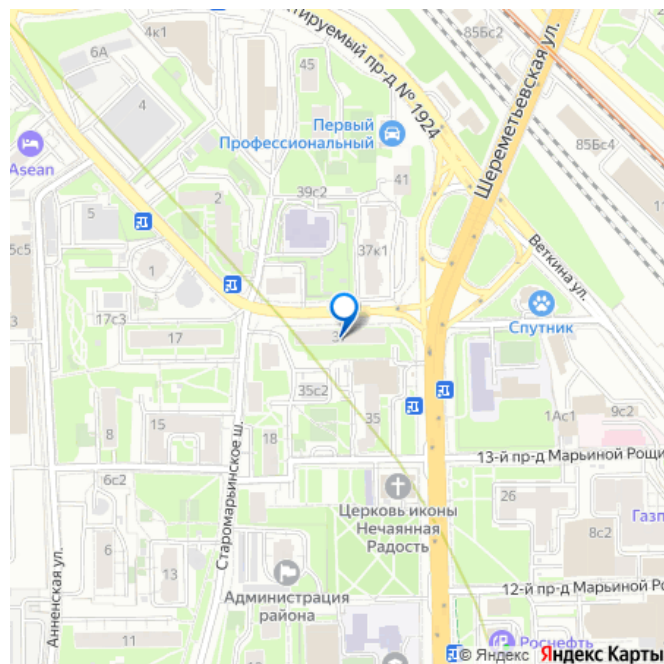 4к1
6А
ктируемый пр-д № 1924
85Бс2
Шереметьевская ул.
45
4
Первый
Профессиональный
85Бс4
Asean
41
11
39с2
2
5
5с5
37к1
Веткина ул.
1
Спутник
17с3
17
3
35с2
1Ас1
9с2
35
15
8
18
Старомарьинское ш.
13-й пр-д Марьиной Рощи
6с2
26
Церковь иконы
Нечаянная
Радость
Газп
8с2
6
13
Анненская ул.
Администрация
района
12-й пр-д Марьиной Ро
11
Роснефть
© Яндекс Яндекс Карты